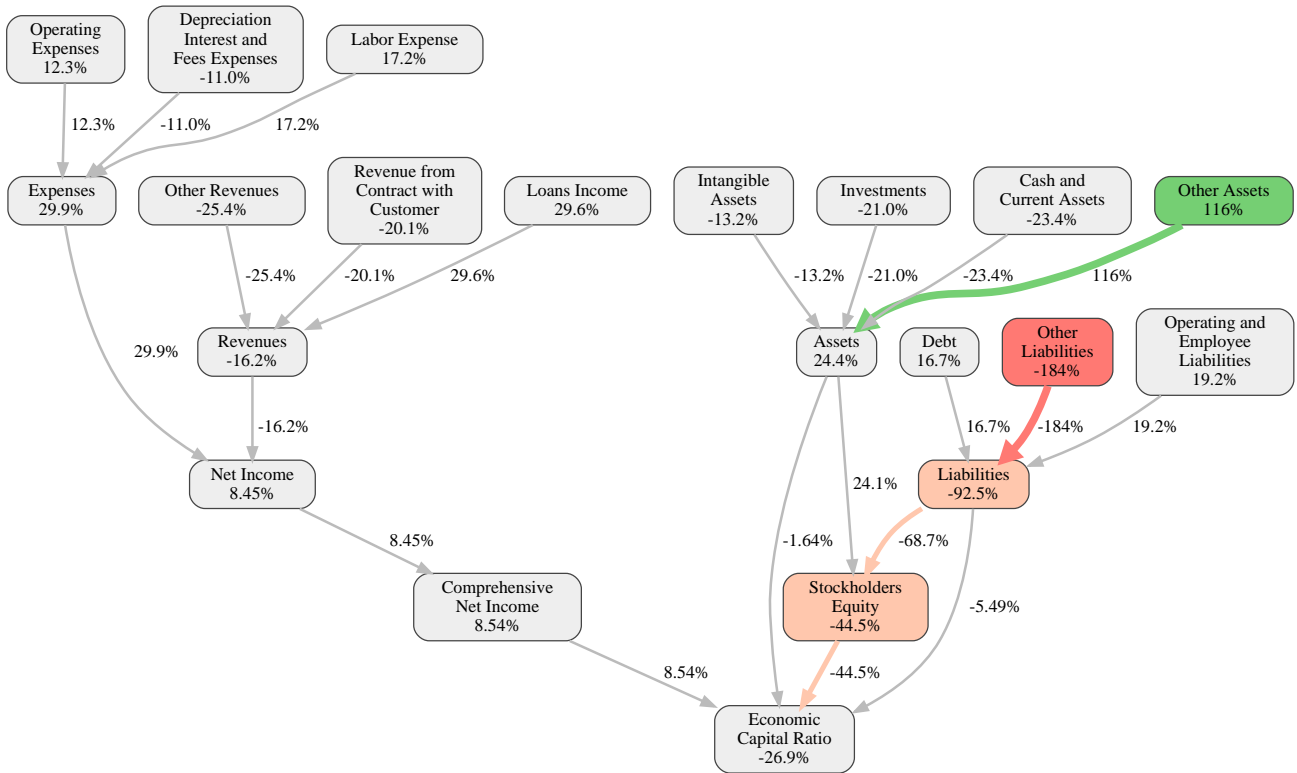 Operating
Expenses
12.3%
Depreciation
Interest and
Fees Expenses
-11.0%
Labor Expense
17.2%
12.3%
-11.0%
17.2%
Expenses
29.9%
Other Revenues
-25.4%
Revenue from
Contract with
Customer
-20.1%
Loans Income
29.6%
Intangible
Assets
-13.2%
Investments
-21.0%
Cash and
Current Assets
-23.4%
Other Assets
116%
-25.4%
-20.1%
29.6%
-13.2%
-21.0%
-23.4%
116%
29.9%
Revenues
-16.2%
Assets
24.4%
Debt
16.7%
Other
Liabilities
-184%
Operating and
Employee
Liabilities
19.2%
-16.2%
16.7%
-184%
19.2%
Net Income
8.45%
24.1%
Liabilities
-92.5%
8.45%
-1.64%
-68.7%
Comprehensive
Net Income
8.54%
Stockholders
Equity
-44.5%
-5.49%
8.54%
-44.5%
Economic
Capital Ratio
-26.9%